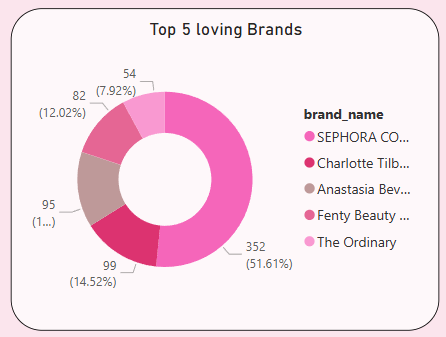 Top 5 loving Brands
54
(7.92%)
82
(12.02%)
95
(1...)
99
(14.52%)
352
(51.61%)
brand_name
SEPHORA CO...
Charlotte Tilb...
Anastasia Bev...
Fenty Beauty ...
The Ordinary